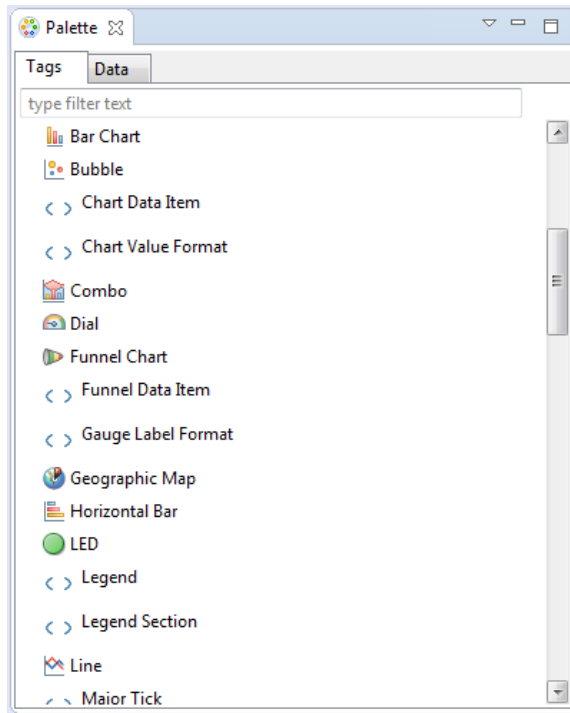 Palette
Tags Data
type filter text
Bar Chart
Bubble
Chart Data Item
Chart Value Format
Combo
Dial
Funnel Chart
Funnel Data Item
Gauge Label Format
Geographic Map
Horizontal Bar
LED
Legend
Legend Section
Line
Major Tick